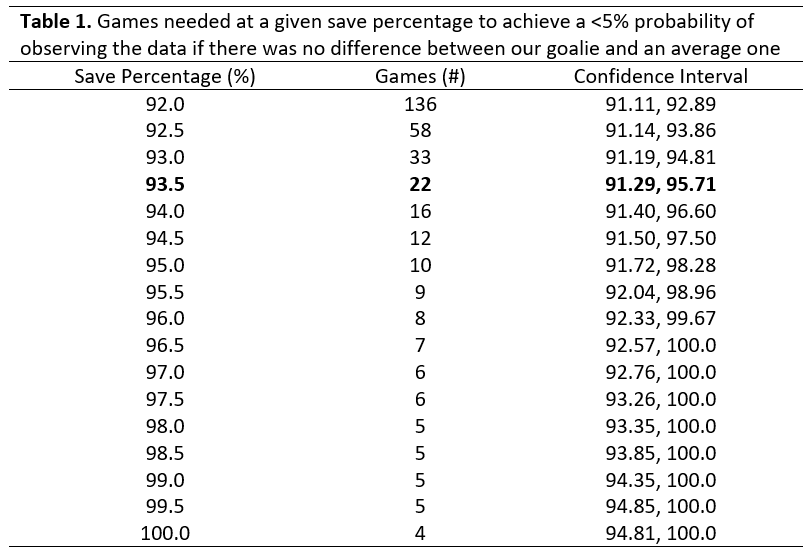 Table 1. Games needed at a given save percentage to achieve a <5% probability of
observing the data if there was no difference between our goalie and an average one
Save Percentage (%) Games (#) Confidence Interval
92.0 136 91.11, 92.89
92.5 58 91.14, 93.86
93.0 33 91.19, 94.81
93.5 22 91.29, 95.71
94.0 16 91.40, 96.60
94.5 12 91.50, 97.50
95.0 10 91.72, 98.28
95.5 9 92.04, 98.96
96.0 8 92.33, 99.67
96.5 7 92.57, 100.0
97.0 6 92.76, 100.0
97.5 6 93.26, 100.0
98.0 5 93.35, 100.0
98.5 5 93.85, 100.0
99.0 5 94.35, 100.0
99.5 5 94.85, 100.0
100.0 4 94.81, 100.0